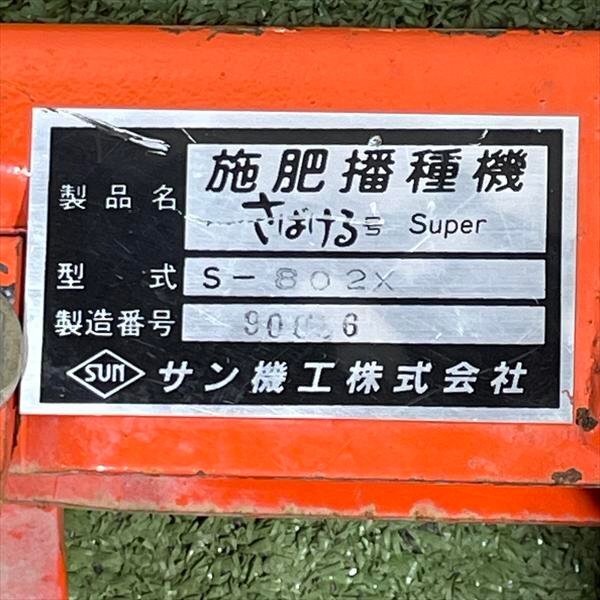 製品名 施肥播種機
さばける号 Super
型式 S-802X
製造番号
SUN サン機工株式会社